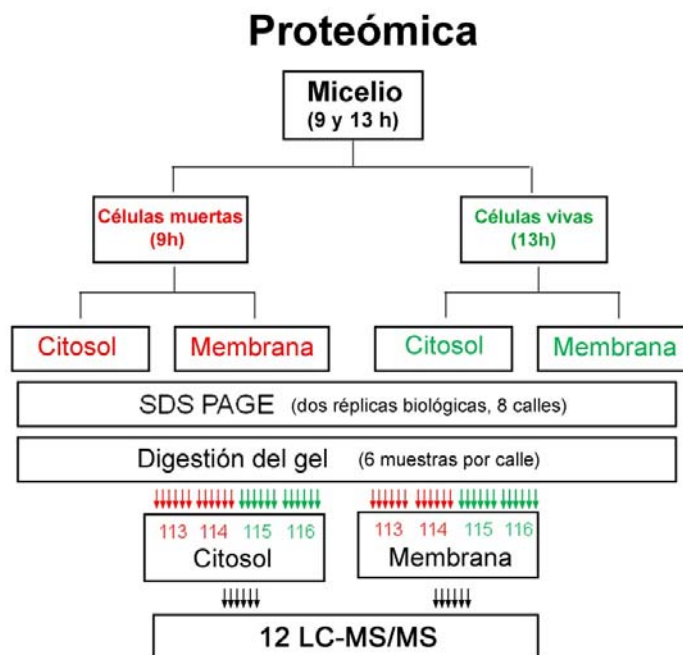 Proteómica
Micelio
(9 y 13 h)
Células muertas
(9h)
Células vivas
(13h)
Citosol
Membrana
Citosol
Membrana
SDS PAGE (dos réplicas biológicas, 8 calles)
Digestión del gel (6 muestras por calle)
113 114 115 116
Citosol
113 114 115 116
Membrana
12 LC-MS/MS